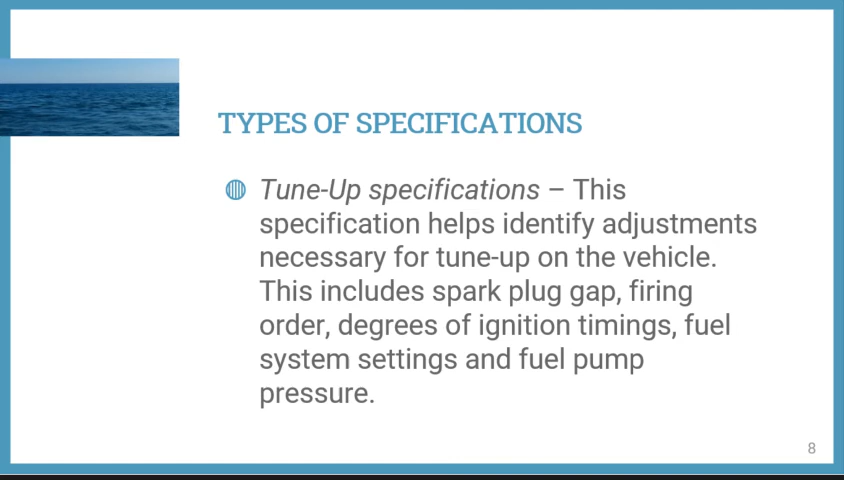 TYPES OF SPECIFICATIONS
Tune-Up specifications – This
specification helps identify adjustments
necessary for tune-up on the vehicle.
This includes spark plug gap, firing
order, degrees of ignition timings, fuel
system settings and fuel pump
pressure.
8